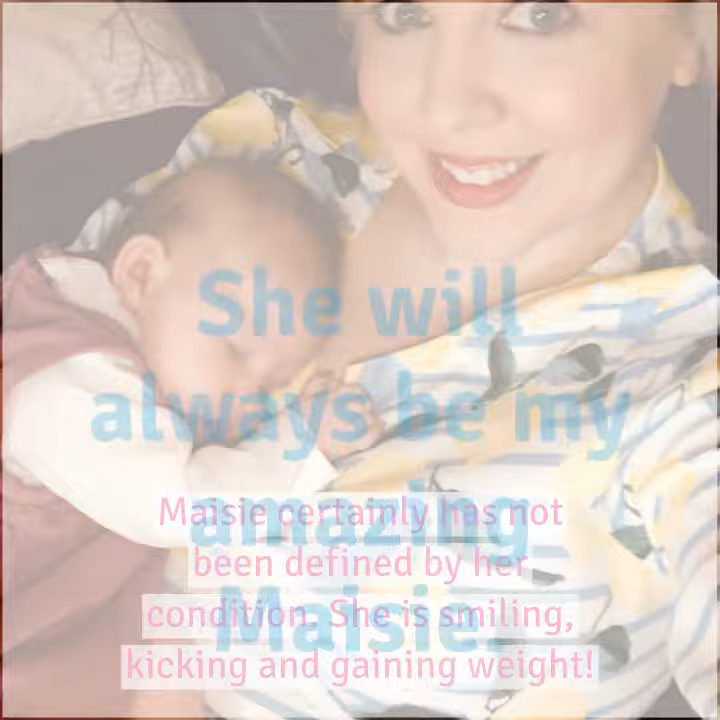 She will
always be my
amazing
Maisie.
Maisie certainly has not
been defined by her
condition. She is smiling,
kicking and gaining weight!